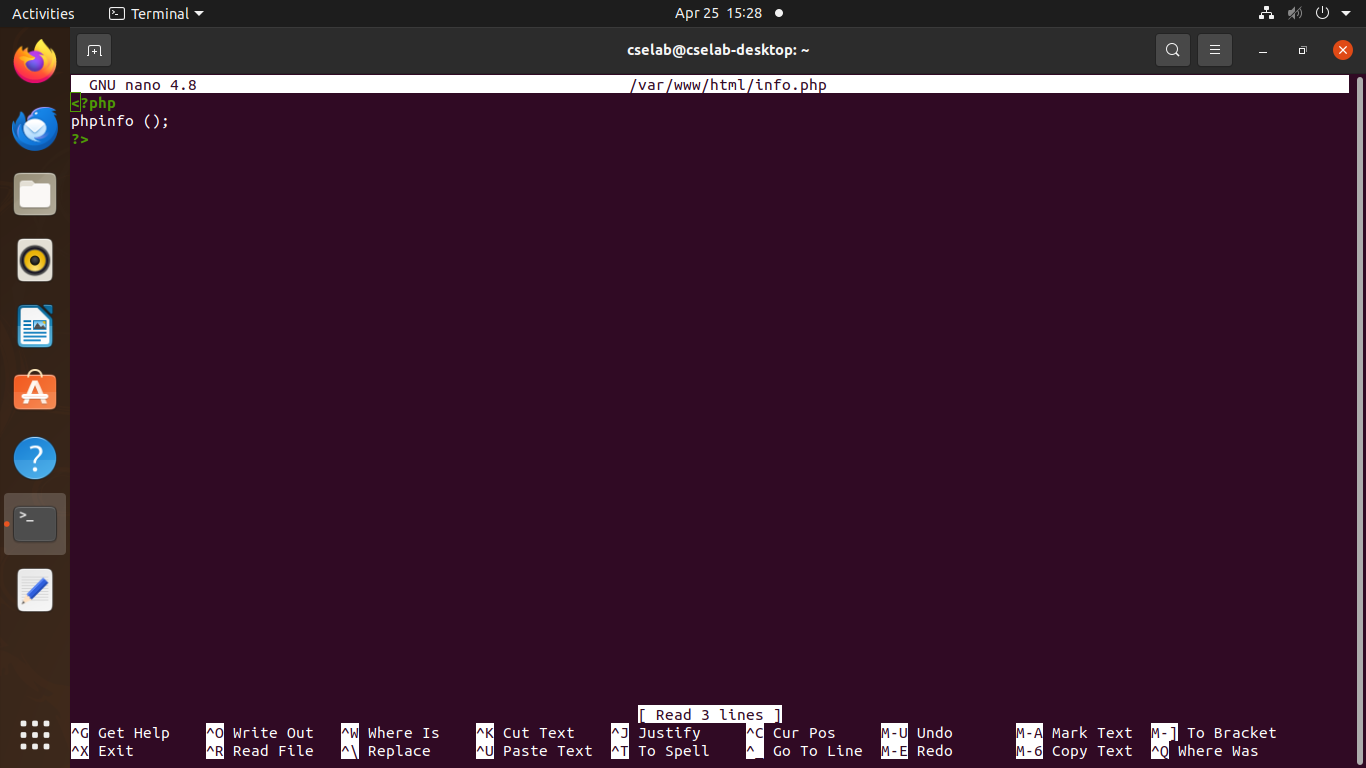 Activities Terminal Apr 25 15:28
cselab@cselab-desktop: ~
GNU nano 4.8 /var/www/html/info.php
<?php
phpinfo ();
?>
[ Read 3 lines ]
^G Get Help ^O Write Out ^W Where Is ^K Cut Text ^J Justify ^C Cur Pos M-U Undo M-A Mark Text M-] To Bracket
^X Exit ^R Read File ^\ Replace ^U Paste Text ^T To Spell ^_ Go To Line M-E Redo M-6 Copy Text ^Q Where Was